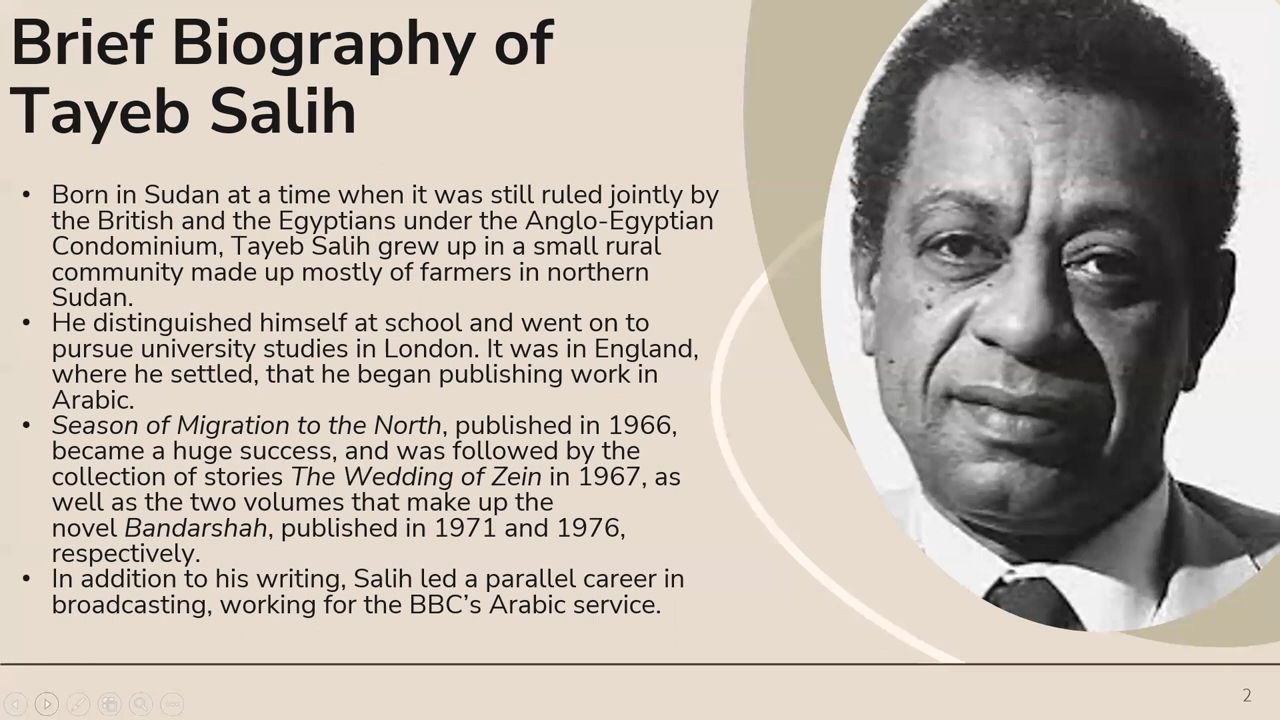 Brief Biography of
Tayeb Salih
• Born in Sudan at a time when it was still ruled jointly by
the British and the Egyptians under the Anglo-Egyptian
Condominium, Tayeb Salih grew up in a small rural
community made up mostly of farmers in northern
Sudan.
• He distinguished himself at school and went on to
pursue university studies in London. It was in England,
where he settled, that he began publishing work in
Arabic.
• Season of Migration to the North, published in 1966,
became a huge success, and was followed by the
collection of stories The Wedding of Zein in 1967, as
well as the two volumes that make up the
novel Bandarshah, published in 1971 and 1976,
respectively.
• In addition to his writing, Salih led a parallel career in
broadcasting, working for the BBC’s Arabic service.
2